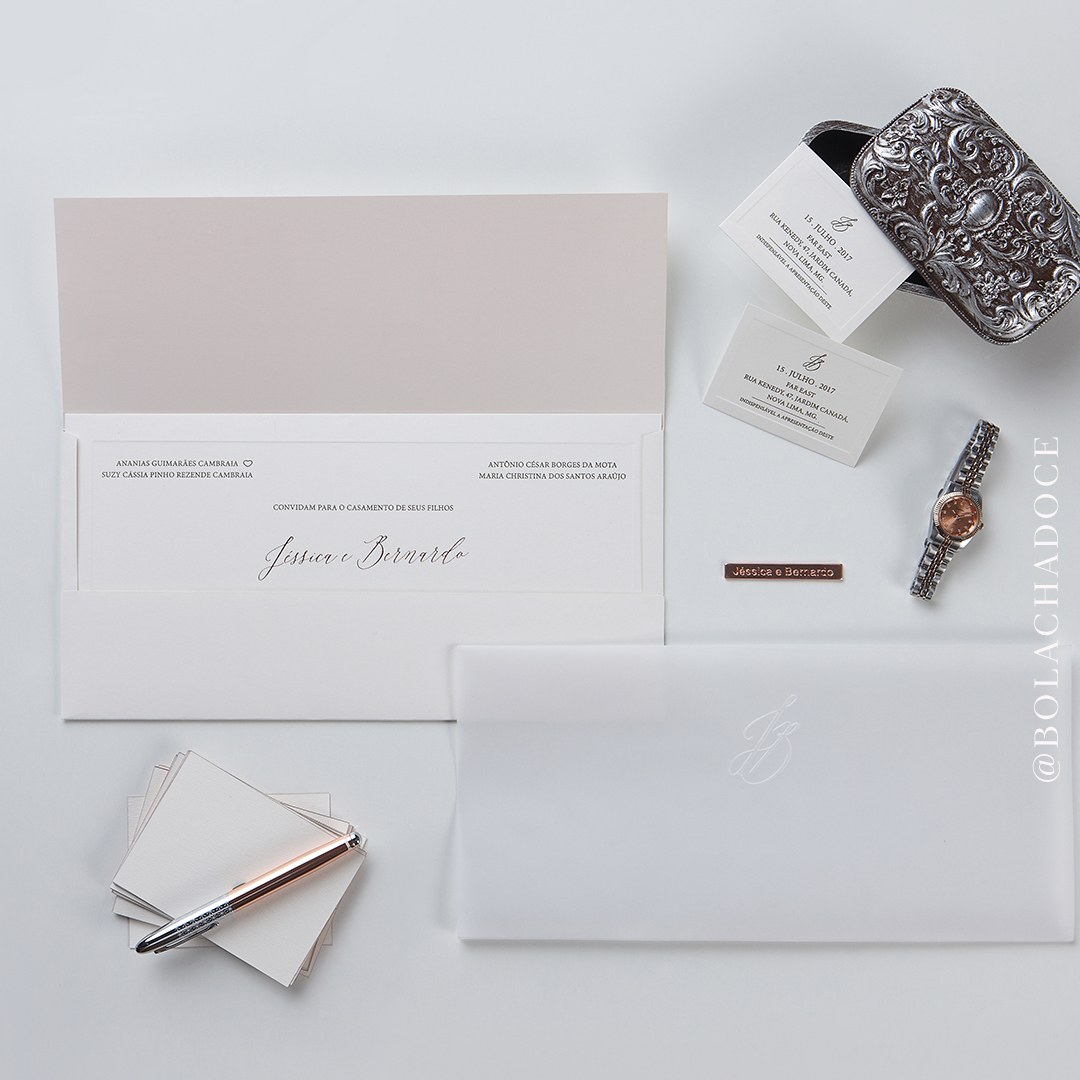 ANANIAS GUIMARÃES CAMBRAIA
SUZY CÁSSIA PINHO REZENDE CAMBRAIA
ANTÔNIO CÉSAR BORGES DA MOTA
MARIA CHRISTINA DOS SANTOS ARAÚJO
CONVIDAM PARA O CASAMENTO DE SEUS FILHOS
Jéssica e Bernardo
JB
15 . JULHO . 2017
FAR EAST
RUA KENEDY, 47, JARDIM CANADÁ,
NOVA LIMA, MG.
INDISPENSÁVEL A APRESENTAÇÃO DESTE
JB
15 . JULHO . 2017
FAR EAST
RUA KENEDY, 47, JARDIM CANADÁ,
NOVA LIMA, MG.
INDISPENSÁVEL A APRESENTAÇÃO DESTE
Jéssica e Bernardo
JB
@BOLACHADOCE